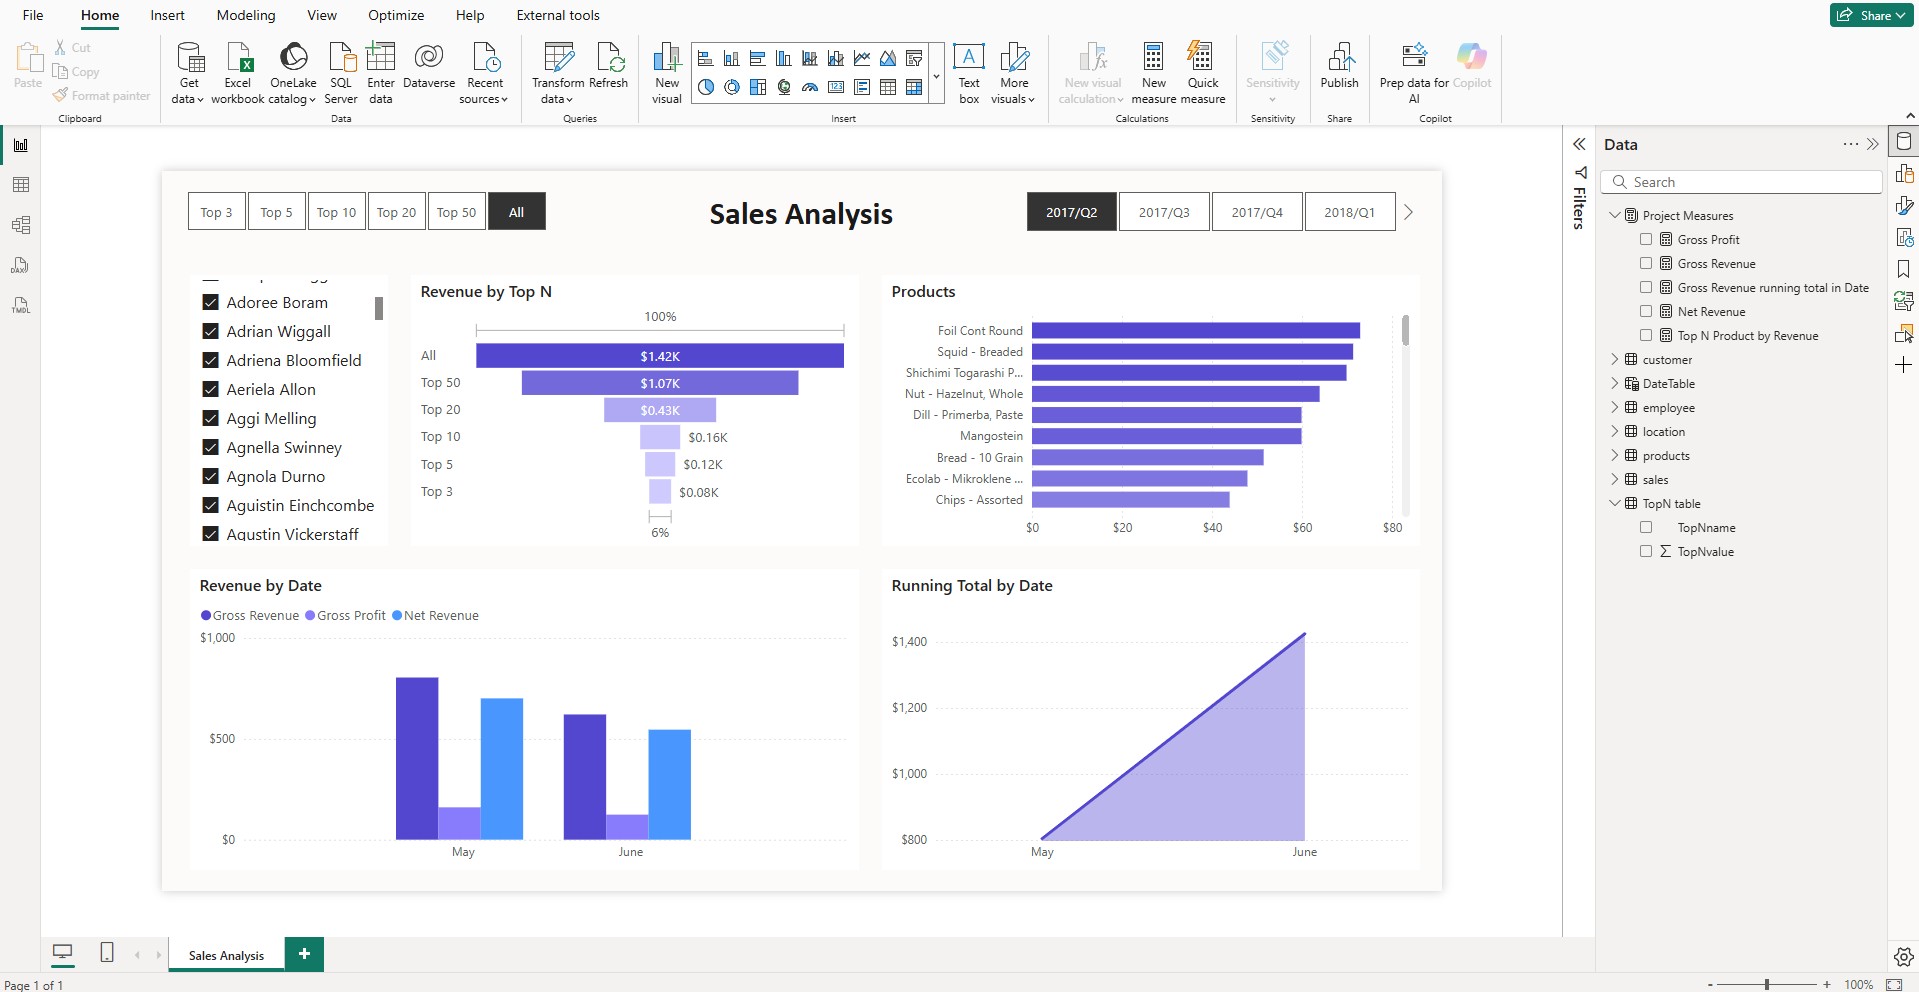 File Home Insert Modeling View Optimize Help External tools
Share
Paste
Cut
Copy
Format painter
Clipboard
Get data
Excel workbook
OneLake catalog
SQL Server
Enter data
Dataverse
Recent sources
Data
Transform data
Refresh
Queries
New visual
123
A
Text box
More visuals
Insert
New visual calculation
New measure
Quick measure
Calculations
Sensitivity
Sensitivity
Publish
Share
Prep data for AI
Copilot
Copilot
DAX
TMDL
Top 3 Top 5 Top 10 Top 20 Top 50 All
Sales Analysis
2017/Q2 2017/Q3 2017/Q4 2018/Q1
Adoree Boram
Adrian Wiggall
Adriena Bloomfield
Aeriela Allon
Aggi Melling
Agnella Swinney
Agnola Durno
Aguistin Einchcombe
Agustin Vickerstaff
Revenue by Top N
100%
All $1.42K
Top 50 $1.07K
Top 20 $0.43K
Top 10 $0.16K
Top 5 $0.12K
Top 3 $0.08K
6%
Products
Foil Cont Round
Squid - Breaded
Shichimi Togarashi P...
Nut - Hazelnut, Whole
Dill - Primerba, Paste
Mangostein
Bread - 10 Grain
Ecolab - Mikroklene ...
Chips - Assorted
$0 $20 $40 $60 $80
Revenue by Date
Gross Revenue Gross Profit Net Revenue
$1,000
$500
$0
May June
Running Total by Date
$1,400
$1,200
$1,000
$800
May June
Filters
Data
Search
Project Measures
Gross Profit
Gross Revenue
Gross Revenue running total in Date
Net Revenue
Top N Product by Revenue
customer
DateTable
employee
location
products
sales
TopN table
TopNname
Σ TopNvalue
Sales Analysis
Page 1 of 1
- + 100%